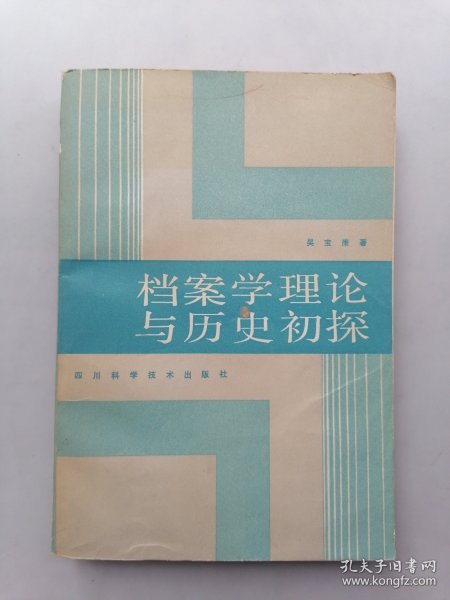 吴宝康著
档案学理论
与历史初探
四川科学技术出版社
孔夫子旧书网
www.kongfz.com